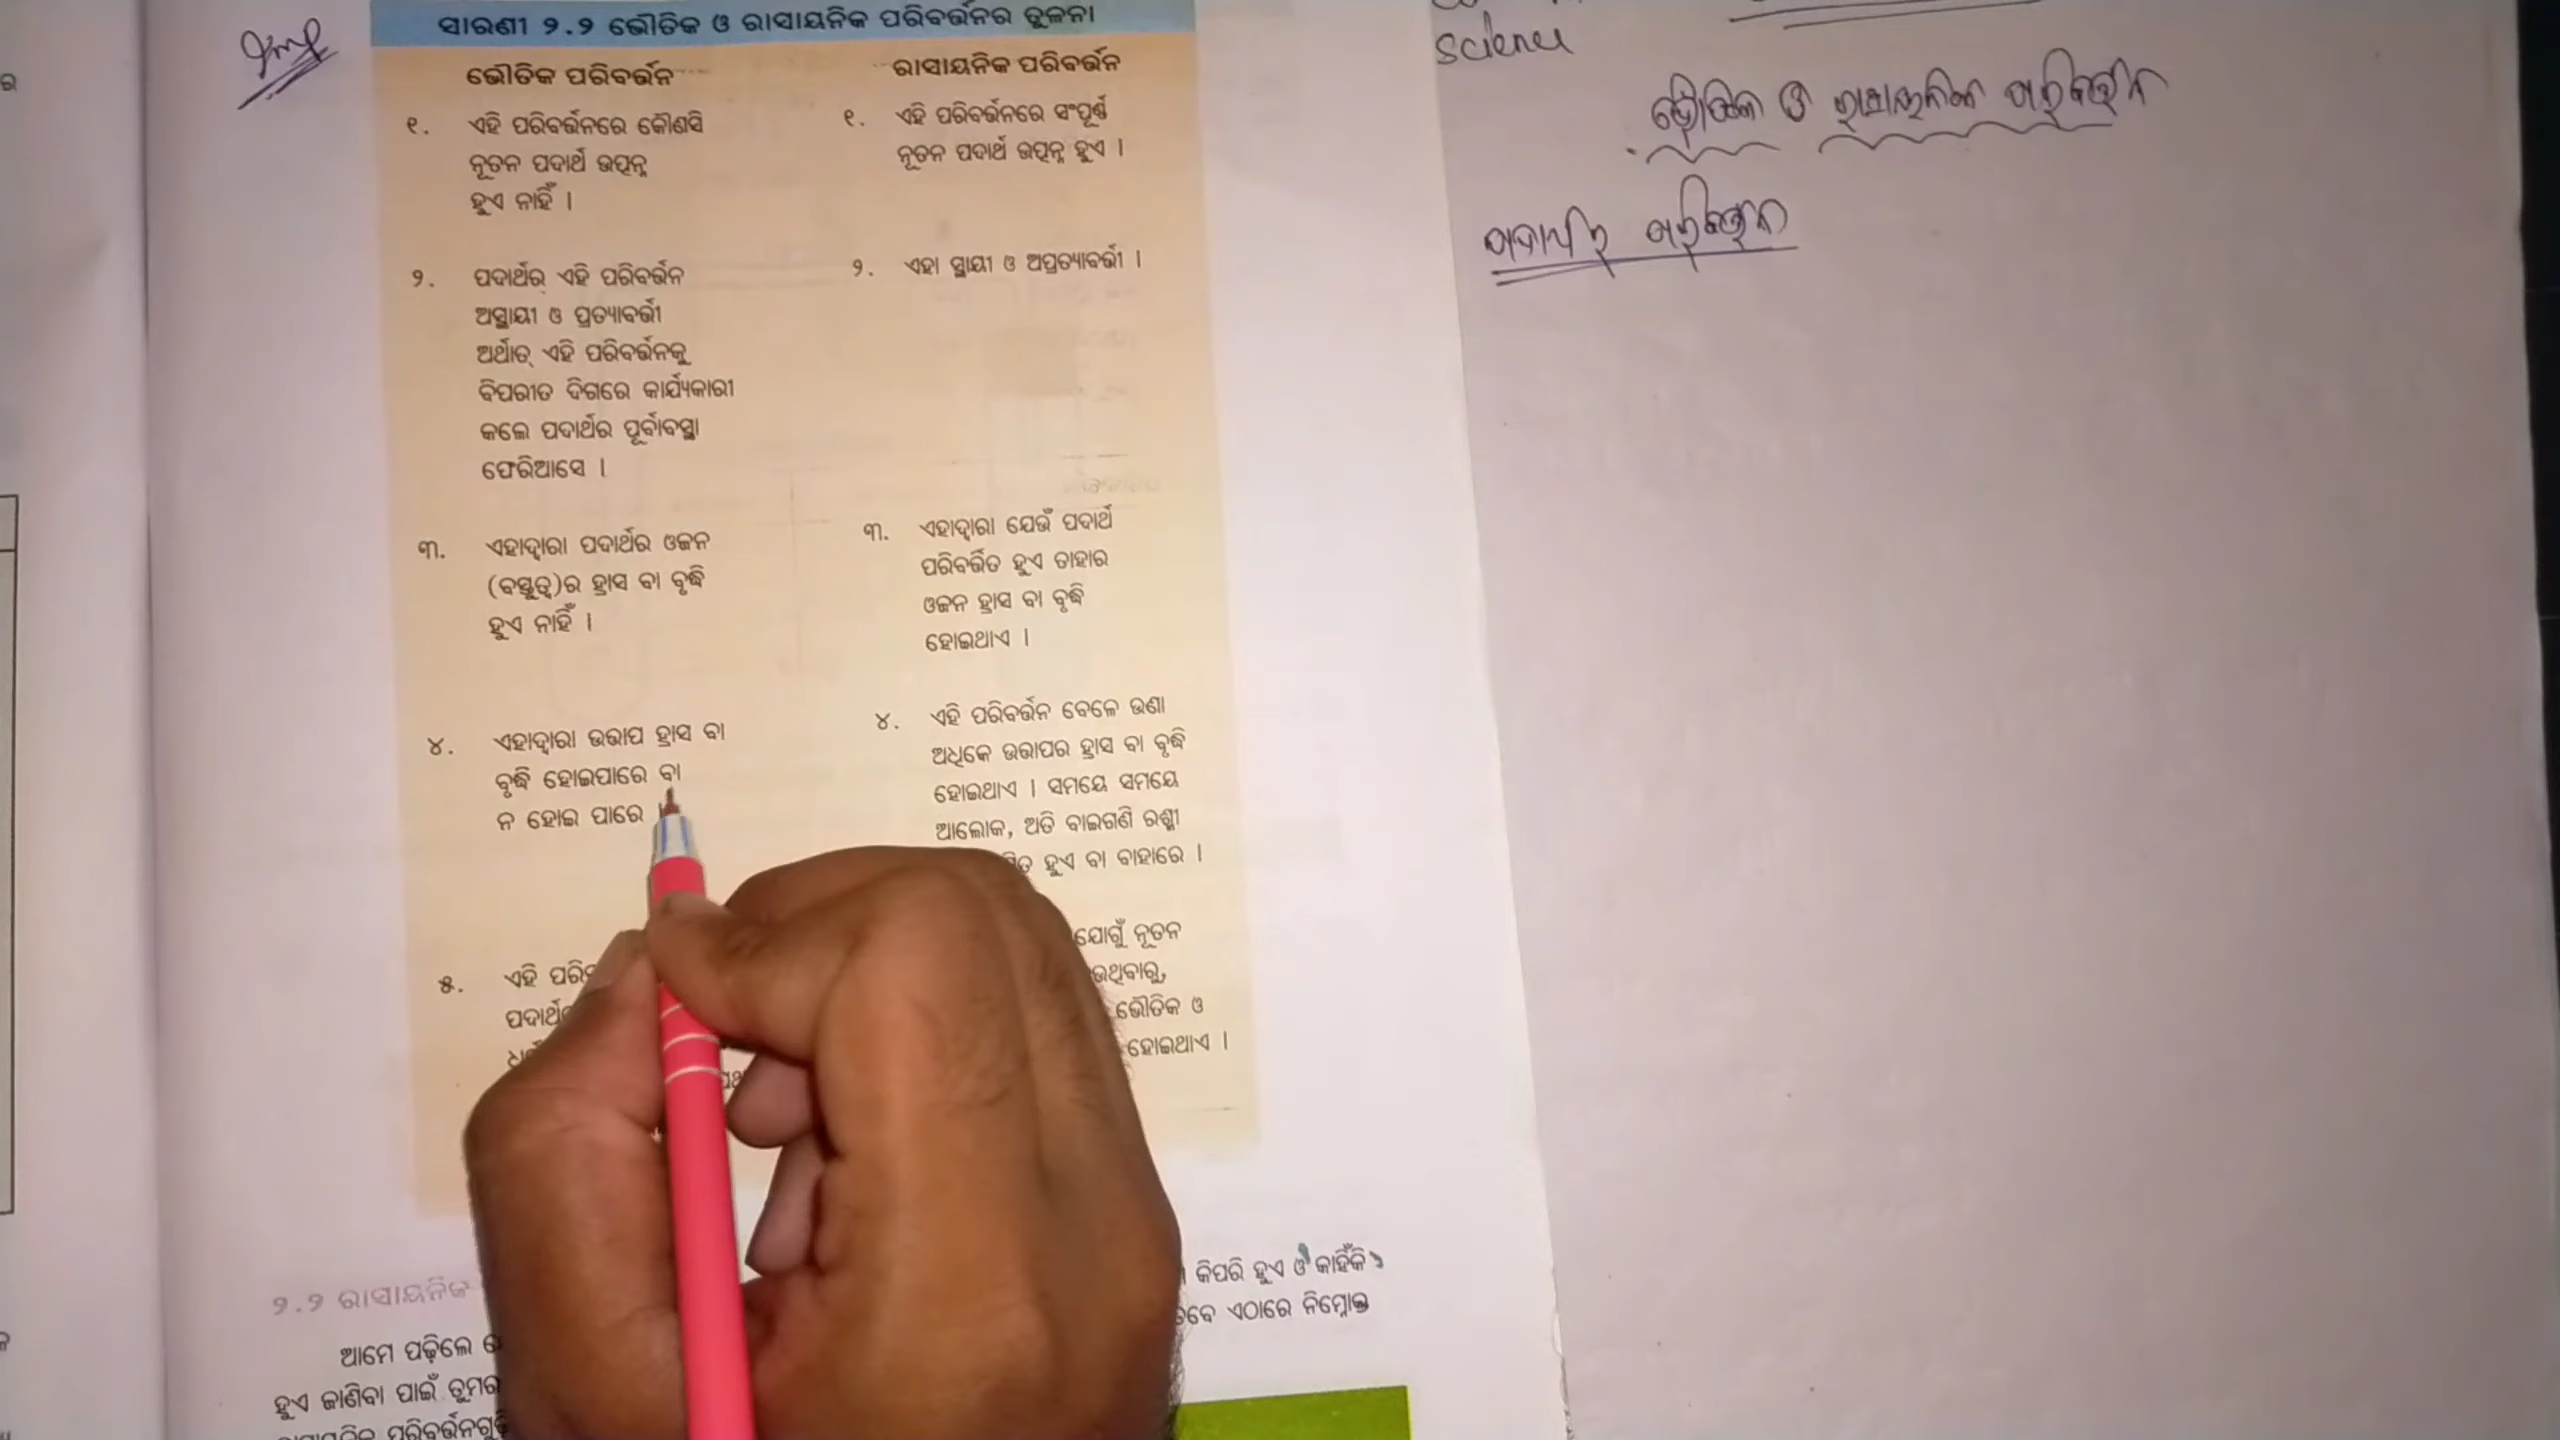 ସାରଣୀ ୨.୨ ଭୌତିକ ଓ ରାସାୟନିକ ପରିବର୍ତ୍ତନର ତୁଳନା
Imp
ଭୌତିକ ପରିବର୍ତ୍ତନ
୧. ଏହି ପରିବର୍ତ୍ତନରେ କୌଣସି
ନୂତନ ପଦାର୍ଥ ଉତ୍ପନ୍ନ
ହୁଏ ନାହିଁ ।
୨. ପଦାର୍ଥର ଏହି ପରିବର୍ତ୍ତନ
ଅସ୍ଥାୟୀ ଓ ପ୍ରତ୍ୟାବର୍ତ୍ତୀ
ଅର୍ଥାତ୍ ଏହି ପରିବର୍ତ୍ତନକୁ
ବିପରୀତ ଦିଗରେ କାର୍ଯ୍ୟକାରୀ
କଲେ ପଦାର୍ଥର ପୂର୍ବାବସ୍ଥା
ଫେରିଆସେ ।
୩. ଏହାଦ୍ୱାରା ପଦାର୍ଥର ଓଜନ
(ବସ୍ତୁତ୍ୱ)ର ହ୍ରାସ ବା ବୃଦ୍ଧି
ହୁଏ ନାହିଁ ।
୪. ଏହାଦ୍ୱାରା ଉତ୍ତାପ ହ୍ରାସ ବା
ବୃଦ୍ଧି ହୋଇପାରେ ବା
ନ ହୋଇ ପାରେ
୫. ଏହି
ରାସାୟନିକ ପରିବର୍ତ୍ତନ
୧. ଏହି ପରିବର୍ତ୍ତନରେ ସଂପୂର୍ଣ୍ଣ
ନୂତନ ପଦାର୍ଥ ଉତ୍ପନ୍ନ ହୁଏ ।
୨. ଏହା ସ୍ଥାୟୀ ଓ ଅପ୍ରତ୍ୟାବର୍ତ୍ତୀ ।
୩. ଏହାଦ୍ୱାରା ଯେଉଁ ପଦାର୍ଥ
ପରିବର୍ତ୍ତିତ ହୁଏ ତାହାର
ଓଜନ ହ୍ରାସ ବା ବୃଦ୍ଧି
ହୋଇଥାଏ ।
୪. ଏହି ପରିବର୍ତ୍ତନ ବେଳେ ଉଣା
ଅଧିକେ ଉତ୍ତାପର ହ୍ରାସ ବା ବୃଦ୍ଧି
ହୋଇଥାଏ । ସମୟେ ସମୟେ
ଆଲୋକ, ଅତି ବାଇଗଣି ରଶ୍ମୀ
ହୁଏ ବା ବାହାରେ ।
ଯୋଗୁଁ ନୂତନ
ଭୌତିକ ଓ
ହୋଇଥାଏ ।
୨.୨ ରାସାୟନିକ
କିପରି ହୁଏ ଓ କାହିଁକି
ଆମେ ପଢ଼ିଲେ
ଏଠାରେ ନିମ୍ନୋକ୍ତ
ହୁଏ ଜାଣିବା ପାଇଁ ତୁମର
Science
ଭୌତିକ ଓ ରାସାୟନିକ ପରିବର୍ତ୍ତନ
ପଦାର୍ଥର ପରିବର୍ତ୍ତନ